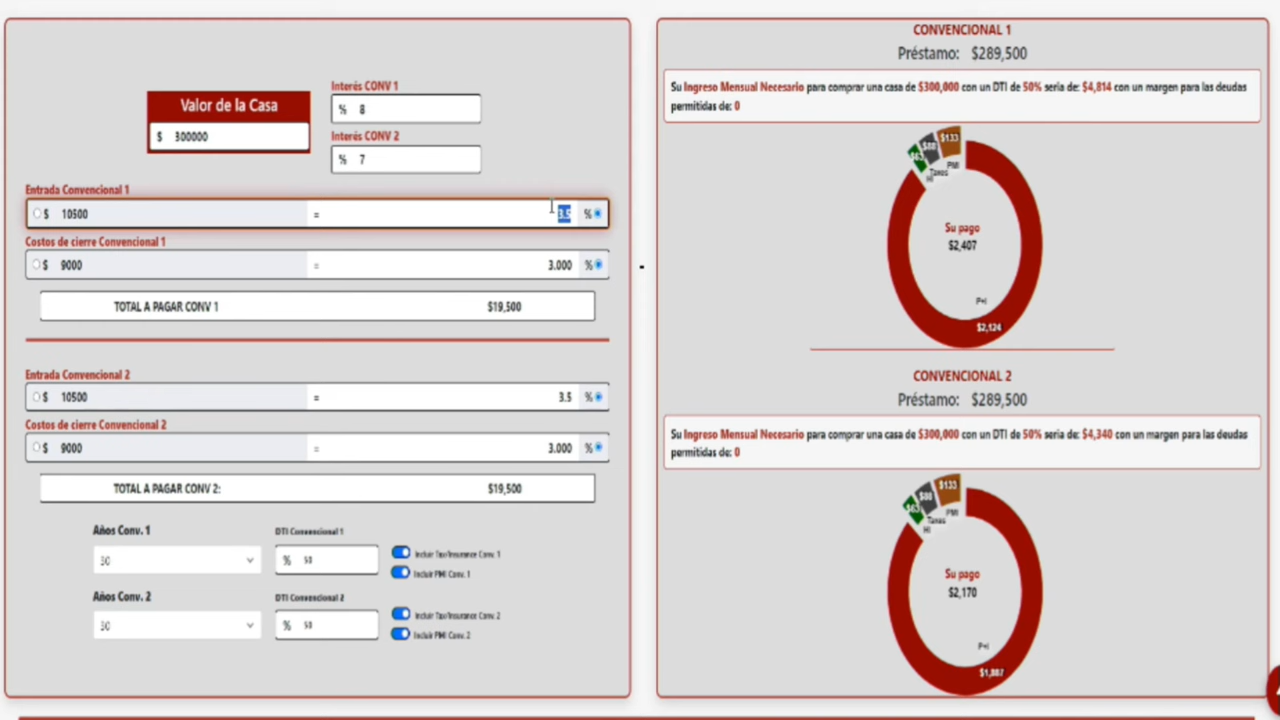 Interés CONV 1
Valor de la Casa
% 8
$ 300000
Interés CONV 2
% 7
Entrada Convencional 1
$ 10500 = 3.5 %
Costos de cierre Convencional 1
$ 9000 = 3.000 %
TOTAL A PAGAR CONV 1 $19,500
Entrada Convencional 2
$ 10500 = 3.5 %
Costos de cierre Convencional 2
$ 9000 = 3.000 %
TOTAL A PAGAR CONV 2: $19,500
Años Conv. 1
DTI Convencional 1
30
% 50
Incluir Tax/Insurance Conv. 1
Incluir PMI Conv. 1
Años Conv. 2
DTI Convencional 2
30
% 50
Incluir Tax/Insurance Conv. 2
Incluir PMI Conv. 2
-
CONVENCIONAL 1
Préstamo: $289,500
Su Ingreso Mensual Necesario para comprar una casa de $300,000 con un DTI de 50% seria de: $4,814 con un margen para las deudas
permitidas de: 0
$133
$88
$63
PMI
Taxes
HI
Su pago
$2,407
P+I
$2,124
CONVENCIONAL 2
Préstamo: $289,500
Su Ingreso Mensual Necesario para comprar una casa de $300,000 con un DTI de 50% seria de: $4,340 con un margen para las deudas
permitidas de: 0
$133
$88
$63
PMI
Taxes
HI
Su pago
$2,170
P+I
$1,887